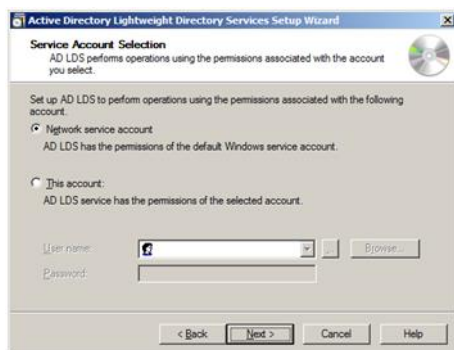 Active Directory Lightweight Directory Services Setup Wizard
Service Account Selection
AD LDS performs operations using the permissions associated with the account
you select.
Set up AD LDS to perform operations using the permissions associated with the following
account.
Network service account
AD LDS has the permissions of the default Windows service account.
This account:
AD LDS service has the permissions of the selected account.
User name:
... Browse...
Password:
< Back Next > Cancel Help